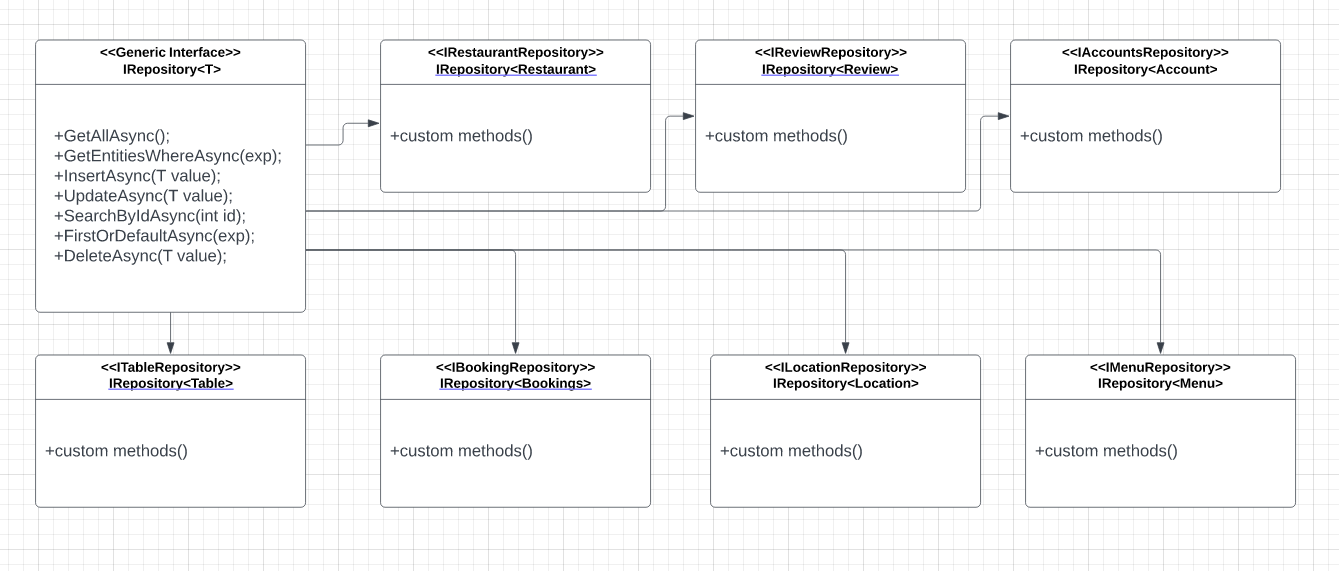 <<Generic Interface>>
IRepository<T>
+GetAllAsync();
+GetEntitiesWhereAsync(exp);
+InsertAsync(T value);
+UpdateAsync(T value);
+SearchByIdAsync(int id);
+FirstOrDefaultAsync(exp);
+DeleteAsync(T value);
<<IRestaurantRepository>>
IRepository<Restaurant>
+custom methods()
<<IReviewRepository>>
IRepository<Review>
+custom methods()
<<IAccountsRepository>>
IRepository<Account>
+custom methods()
<<ITableRepository>>
IRepository<Table>
+custom methods()
<<IBookingRepository>>
IRepository<Bookings>
+custom methods()
<<ILocationRepository>>
IRepository<Location>
+custom methods()
<<IMenuRepository>>
IRepository<Menu>
+custom methods()